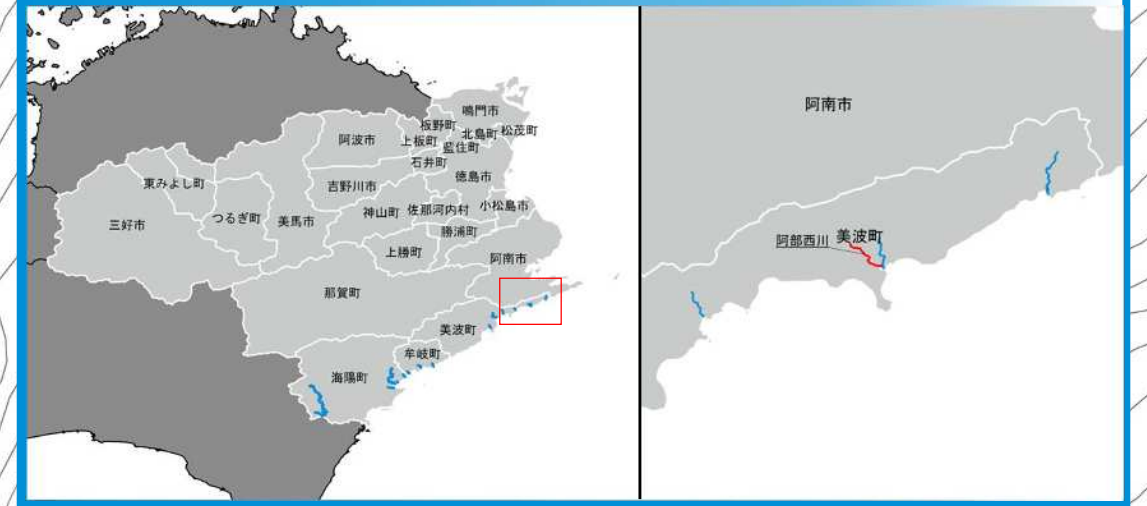 鳴門市
板野町
北島町
松茂町
阿波市
上板町
藍住町
石井町
東みよし町
吉野川市
徳島市
三好市
つるぎ町
美馬市
神山町
佐那河内村
小松島市
勝浦町
上勝町
阿南市
那賀町
美波町
牟岐町
海陽町
阿南市
阿部西川
美波町